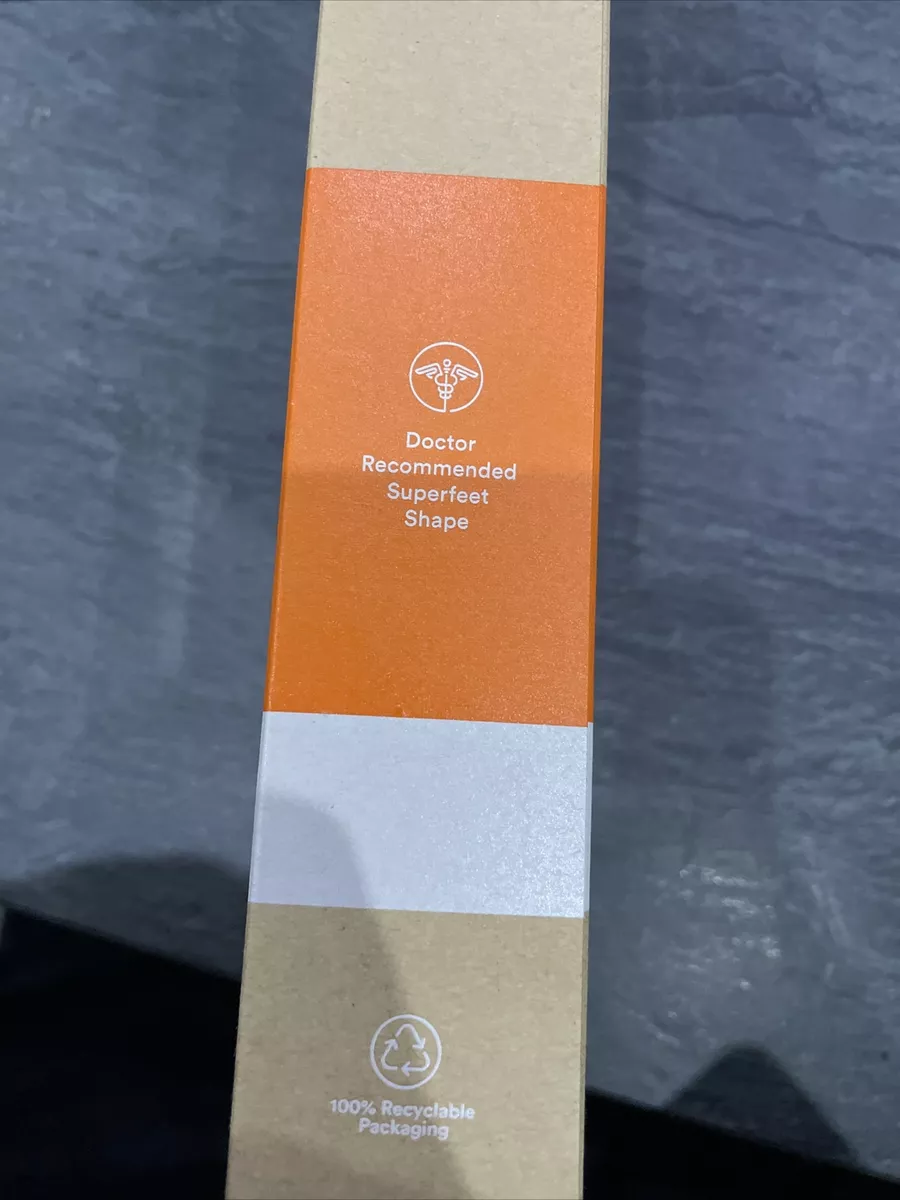 Doctor
Recommended
Superfeet
Shape
100% Recyclable
Packaging